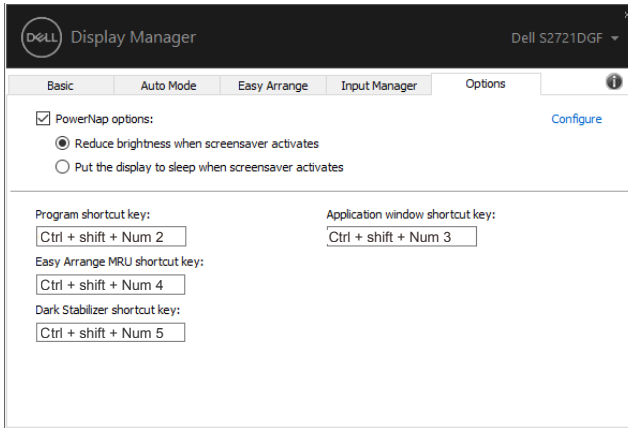 DELL Display Manager
Dell S2721DGF
Basic Auto Mode Easy Arrange Input Manager Options
PowerNap options:
Configure
Reduce brightness when screensaver activates
Put the display to sleep when screensaver activates
Program shortcut key:
Application window shortcut key:
Ctrl + shift + Num 2
Ctrl + shift + Num 3
Easy Arrange MRU shortcut key:
Ctrl + shift + Num 4
Dark Stabilizer shortcut key:
Ctrl + shift + Num 5